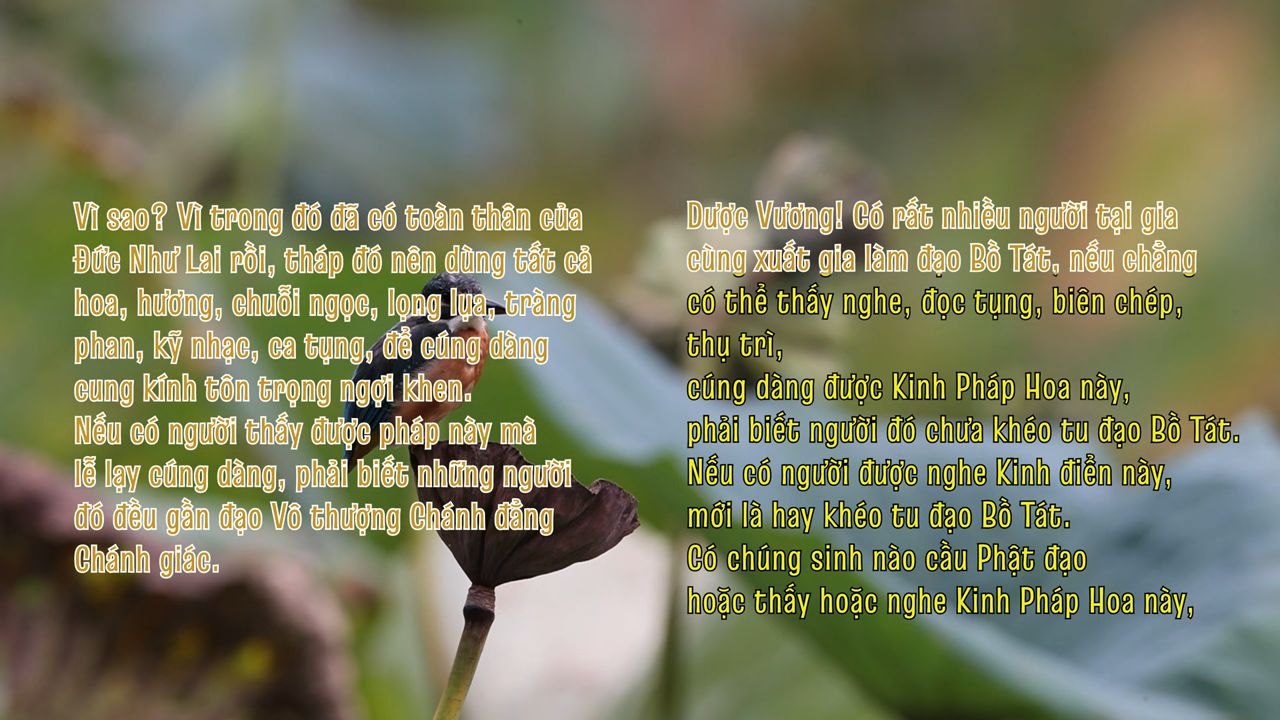 Vì sao? Vì trong đó đã có toàn thân của
Đức Như Lai rồi, tháp đó nên dùng tất cả
hoa, hương, chuỗi ngọc, lọng lụa, tràng
phan, kỹ nhạc, ca tụng, để cúng dàng
cung kính tôn trọng ngợi khen.
Nếu có người thấy được pháp này mà
lễ lạy cúng dàng, phải biết những người
đó đều gần đạo Vô thượng Chánh đẳng
Chánh giác.
Dược Vương! Có rất nhiều người tại gia
cùng xuất gia làm đạo Bồ Tát, nếu chẳng
có thể thấy nghe, đọc tụng, biên chép,
thụ trì,
cúng dàng được Kinh Pháp Hoa này,
phải biết người đó chưa khéo tu đạo Bồ Tát.
Nếu có người được nghe Kinh điển này,
mới là hay khéo tu đạo Bồ Tát.
Có chúng sinh nào cầu Phật đạo
hoặc thấy hoặc nghe Kinh Pháp Hoa này,